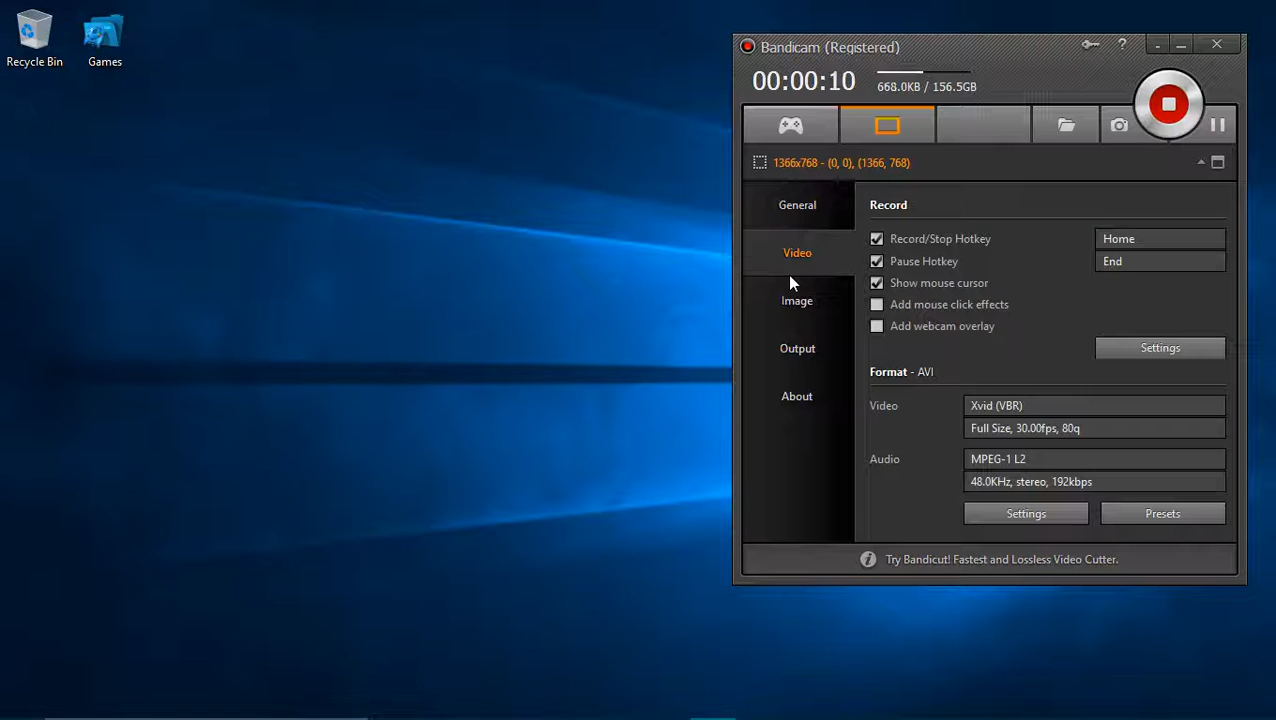 Recycle Bin
Games
Bandicam (Registered)
?
00:00:10
668.0KB / 156.5GB
1366x768 - (0, 0), (1366, 768)
General
Video
Image
Output
About
Record
Record/Stop Hotkey
Home
Pause Hotkey
End
Show mouse cursor
Add mouse click effects
Add webcam overlay
Settings
Format - AVI
Video
Xvid (VBR)
Full Size, 30.00fps, 80q
Audio
MPEG-1 L2
48.0KHz, stereo, 192kbps
Settings
Presets
Try Bandicut! Fastest and Lossless Video Cutter.